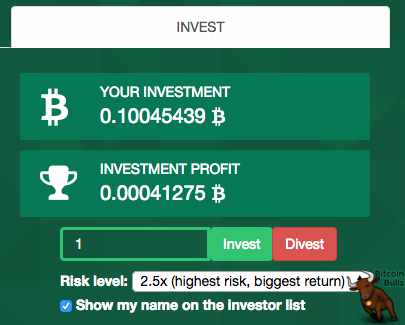 INVEST
YOUR INVESTMENT
0.10045439 ₿
INVESTMENT PROFIT
0.00041275 ₿
1 Invest Divest
Risk level: 2.5x (highest risk, biggest return)
Bitcoin
Bulls
Show my name on the investor list